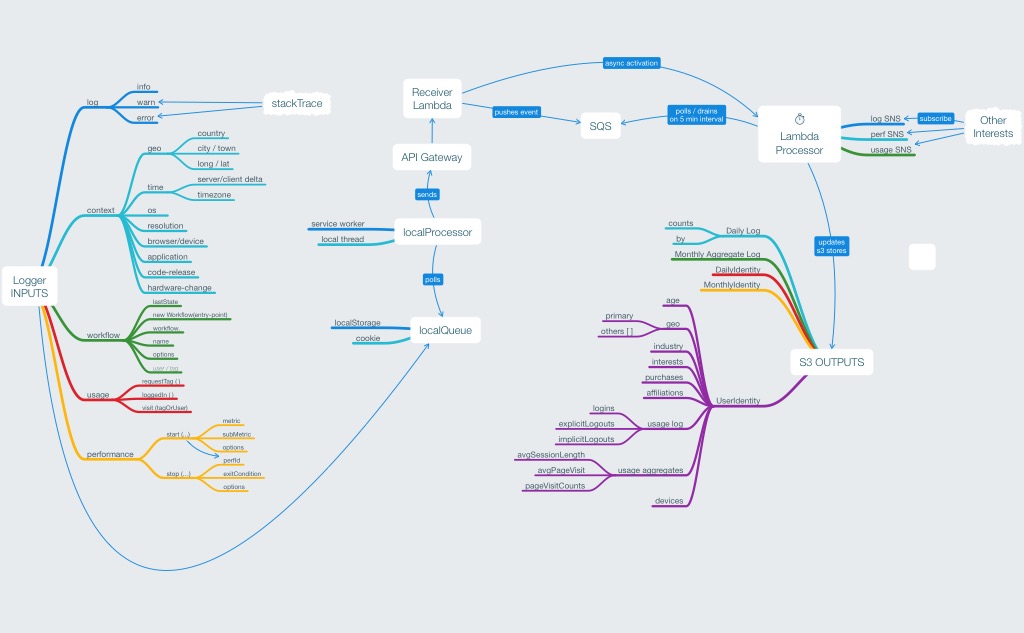 Logger
INPUTS
log
info
warn
error
stackTrace
context
geo
country
city / town
long / lat
time
server/client delta
timezone
os
resolution
browser/device
application
code-release
hardware-change
workflow
lastState
new Workflow(entry-point)
workflow.
name
options
user / tag
usage
requestTag ( )
loggedIn ( )
visit (tagOrUser)
performance
start (...)
metric
subMetric
options
stop (...)
perfId
exitCondition
options
Receiver
Lambda
API Gateway
sends
localProcessor
service worker
local thread
polls
localQueue
localStorage
cookie
async activation
pushes event
SQS
polls / drains
on 5 min interval
Lambda
Processor
log SNS
perf SNS
usage SNS
subscribe
Other
Interests
updates
s3 stores
S3 OUTPUTS
Daily Log
counts
by
Monthly Aggregate Log
DailyIdentity
MonthlyIdentity
UserIdentity
age
geo
primary
others [ ]
industry
interests
purchases
affiliations
usage log
logins
explicitLogouts
implicitLogouts
usage aggregates
avgSessionLength
avgPageVisit
pageVisitCounts
devices